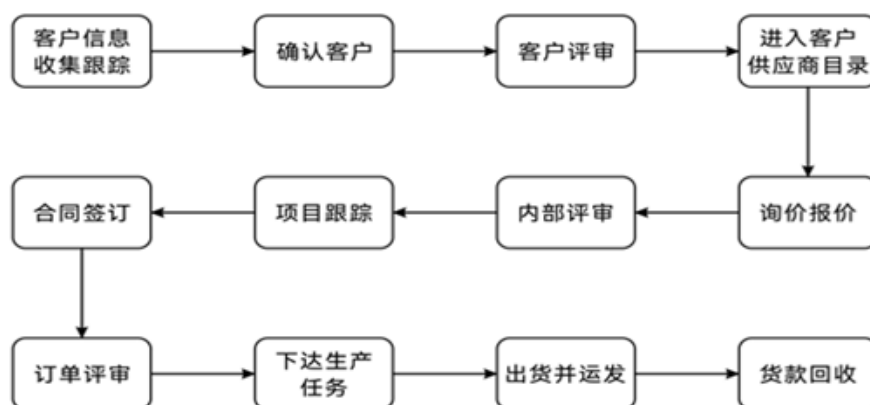 客户信息
收集跟踪
确认客户
客户评审
进入客户
供应商目录
询价报价
内部评审
项目跟踪
合同签订
订单评审
下达生产
任务
出货并运发
货款回收